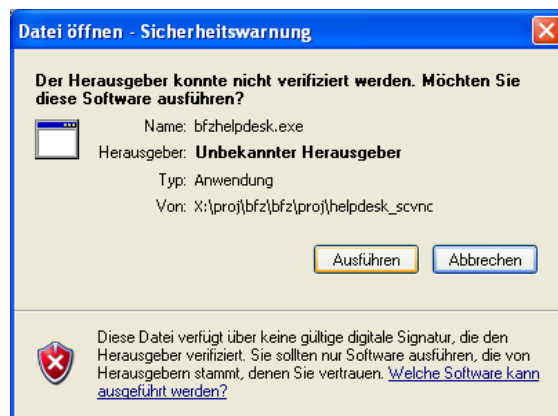 Datei öffnen - Sicherheitswarnung
Der Herausgeber konnte nicht verifiziert werden. Möchten Sie
diese Software ausführen?
Name: bfzhelpdesk.exe
Herausgeber: Unbekannter Herausgeber
Typ: Anwendung
Von: X:\proj\bfz\bfz\proj\helpdesk_scvnc
Ausführen Abbrechen
Diese Datei verfügt über keine gültige digitale Signatur, die den
Herausgeber verifiziert. Sie sollten nur Software ausführen, die von
Herausgebern stammt, denen Sie vertrauen. Welche Software kann
ausgeführt werden?